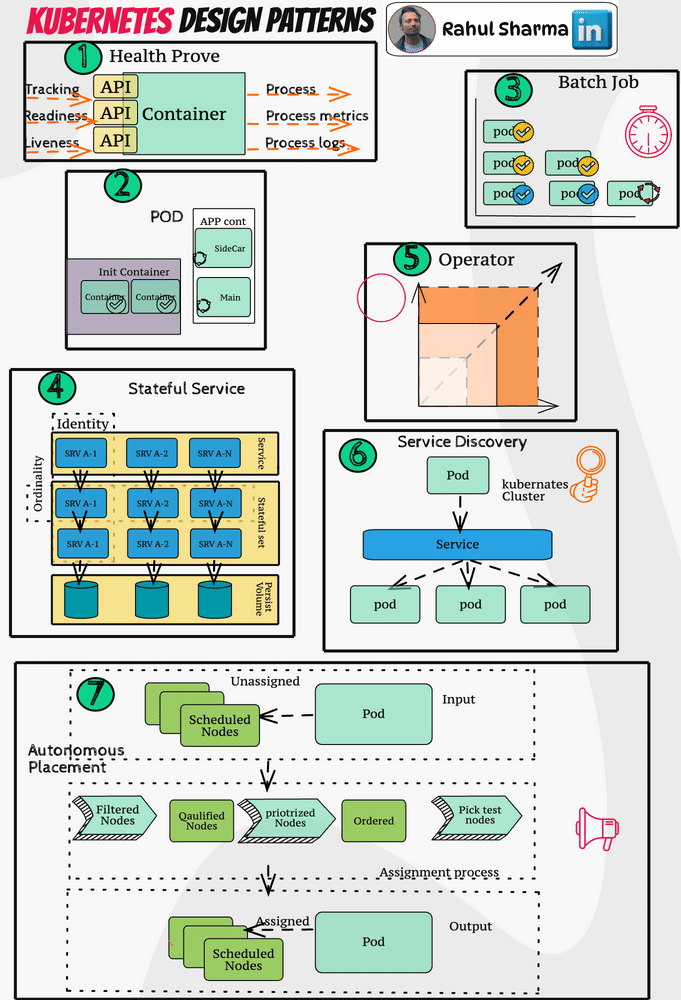 KUBERNETES DESIGN PATTERNS
Rahul Sharma
in
1
Health Prove
Tracking
Readiness
Liveness
API
API
API
Container
Process
Process metrics
Process logs
2
POD
APP cont
SideCar
Main
Init Container
Container
Container
3
Batch Job
pod
pod
pod
pod
pod
pod
4
Stateful Service
Identity
Ordinality
SRV A-1
SRV A-2
SRV A-N
Service
SRV A-1
SRV A-2
SRV A-N
Stateful set
SRV A-1
SRV A-2
SRV A-N
Persist
Volume
5
Operator
6
Service Discovery
Pod
kubernates
Cluster
Service
pod
pod
pod
7
Autonomous
Placement
Unassigned
Scheduled
Nodes
Pod
Input
Filtered
Nodes
Qaulified
Nodes
priotrized
Nodes
Ordered
Pick test
nodes
Assignment process
Assigned
Scheduled
Nodes
Pod
Output